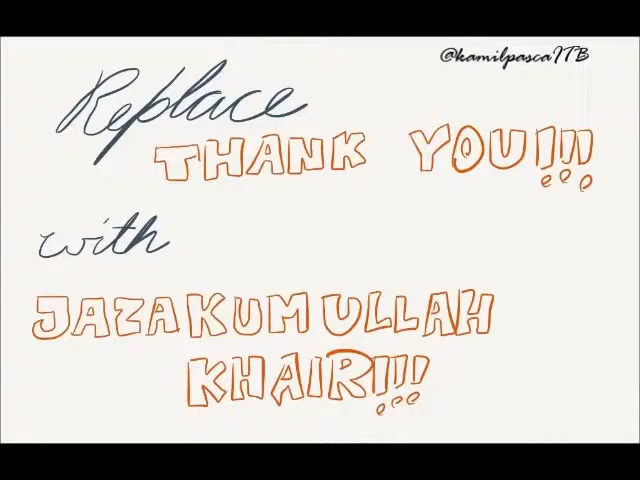 @kamilpascaITB
Replace
THANK YOU!!!
with
JAZAKUMULLAH
KHAIR!!!